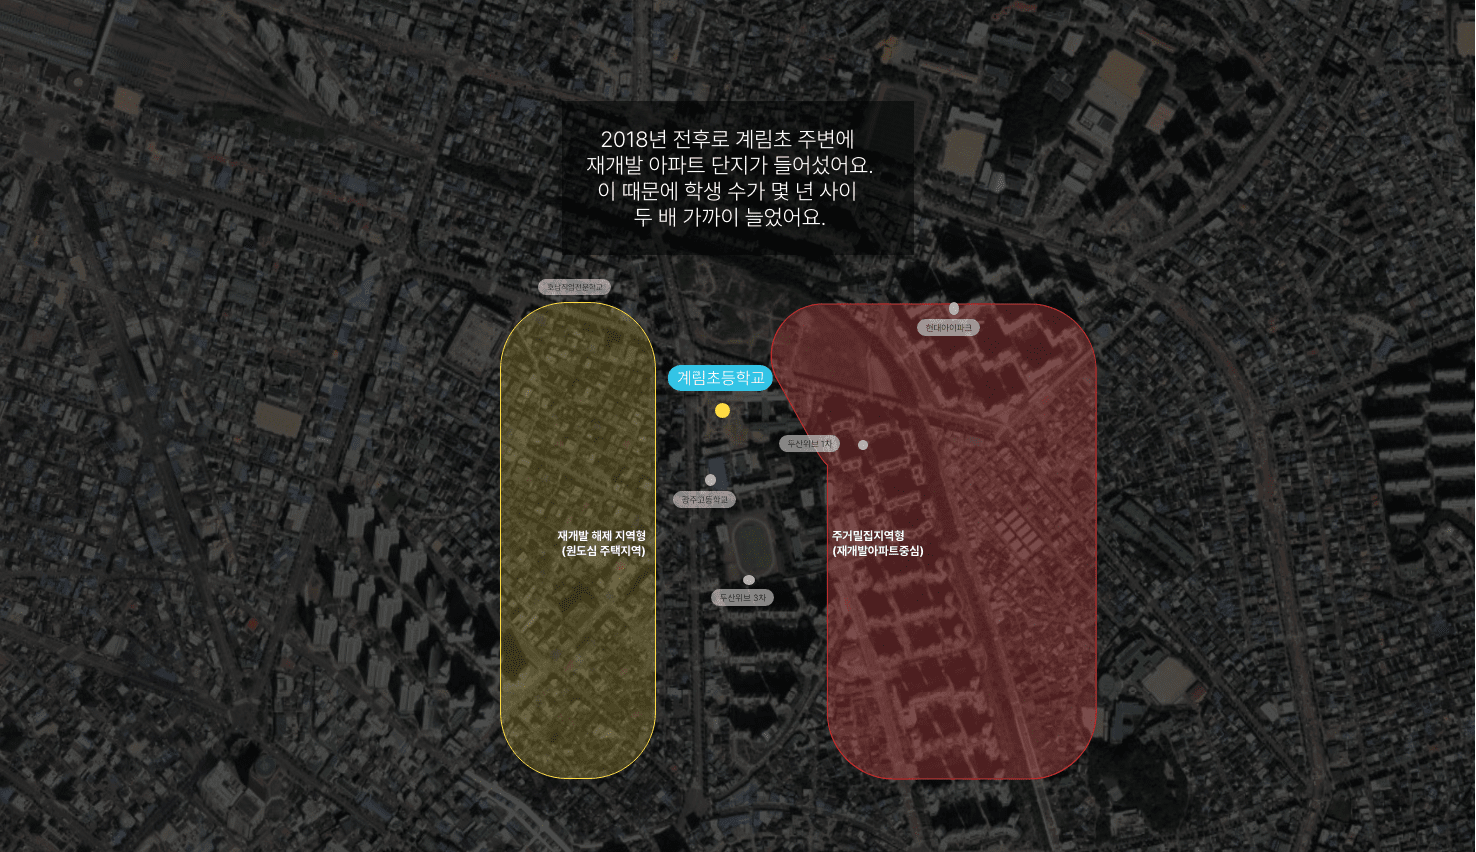 2018년 전후로 계림초 주변에
재개발 아파트 단지가 들어섰어요.
이 때문에 학생 수가 몇 년 사이
두 배 가까이 늘었어요.
호남직업전문학교
현대아이파크
계림초등학교
두산위브 1차
광주고등학교
재개발 해제 지역형
(원도심 주택지역)
주거밀집지역형
(재개발아파트중심)
두산위브 3차